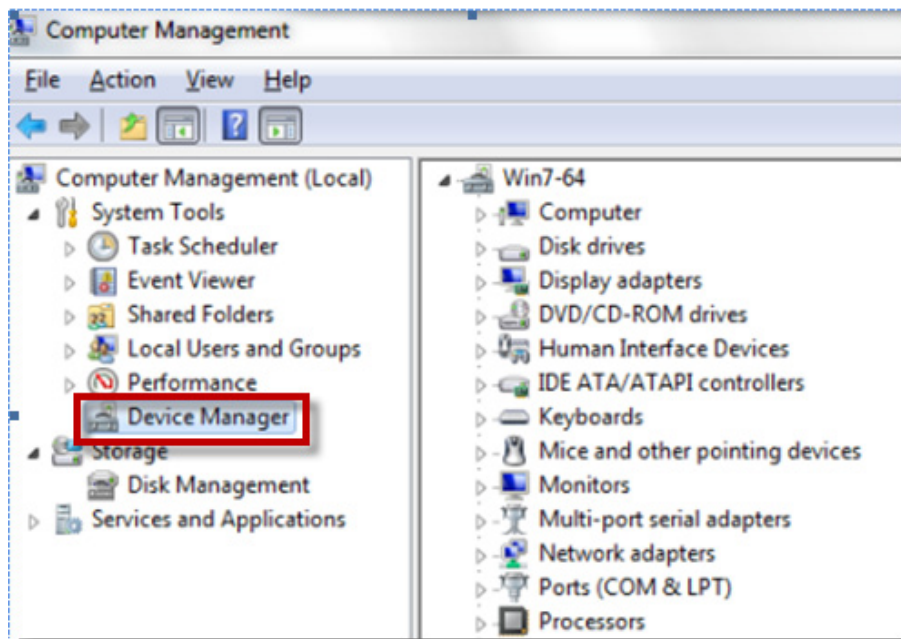 Computer Management
File Action View Help
Computer Management (Local)
System Tools
Task Scheduler
Event Viewer
Shared Folders
Local Users and Groups
Performance
Device Manager
Storage
Disk Management
Services and Applications
Win7-64
Computer
Disk drives
Display adapters
DVD/CD-ROM drives
Human Interface Devices
IDE ATA/ATAPI controllers
Keyboards
Mice and other pointing devices
Monitors
Multi-port serial adapters
Network adapters
Ports (COM & LPT)
Processors